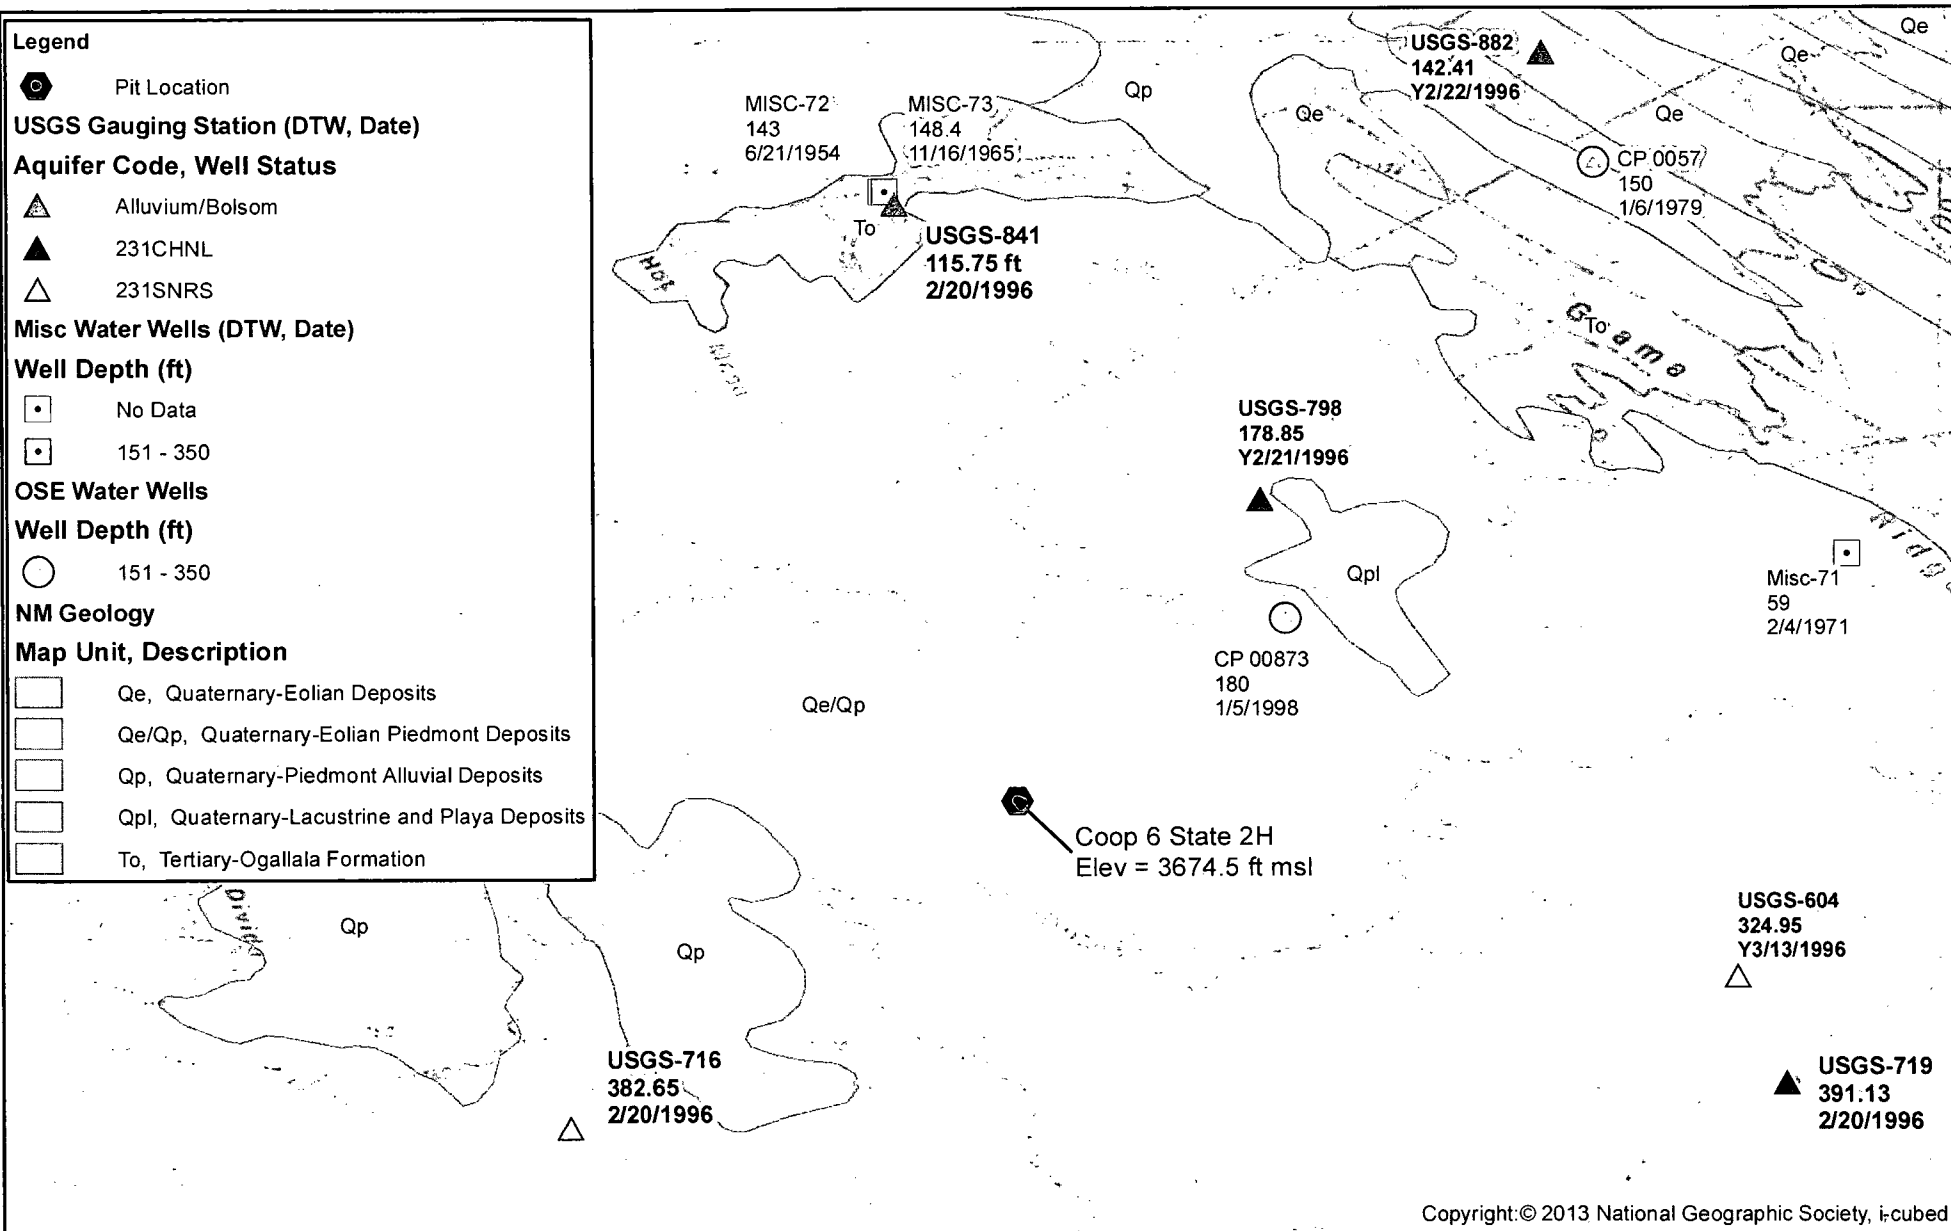 Legend
Pit Location
USGS Gauging Station (DTW, Date)
Aquifer Code, Well Status
Alluvium/Bolsom
231CHNL
231SNRS
Misc Water Wells (DTW, Date)
Well Depth (ft)
No Data
151 - 350
OSE Water Wells
Well Depth (ft)
151 - 350
NM Geology
Map Unit, Description
Qe, Quaternary-Eolian Deposits
Qe/Qp, Quaternary-Eolian Piedmont Deposits
Qp, Quaternary-Piedmont Alluvial Deposits
Qpl, Quaternary-Lacustrine and Playa Deposits
To, Tertiary-Ogallala Formation
MISC-72
143
6/21/1954
MISC-73
148.4
11/16/1965
Qp
USGS-882
142.41
Y2/22/1996
Qe
Qe
Qe
Qe
CP 0057
150
1/6/1979
To
USGS-841
115.75 ft
2/20/1996
Hat
To
Grama
USGS-798
178.85
Y2/21/1996
Qpl
Misc-71
59
2/4/1971
CP 00873
180
1/5/1998
Qe/Qp
Coop 6 State 2H
Elev = 3674.5 ft msl
Divid
Qp
Qp
USGS-604
324.95
Y3/13/1996
USGS-716
382.65
2/20/1996
USGS-719
391.13
2/20/1996
Copyright:© 2013 National Geographic Society, i-cubed